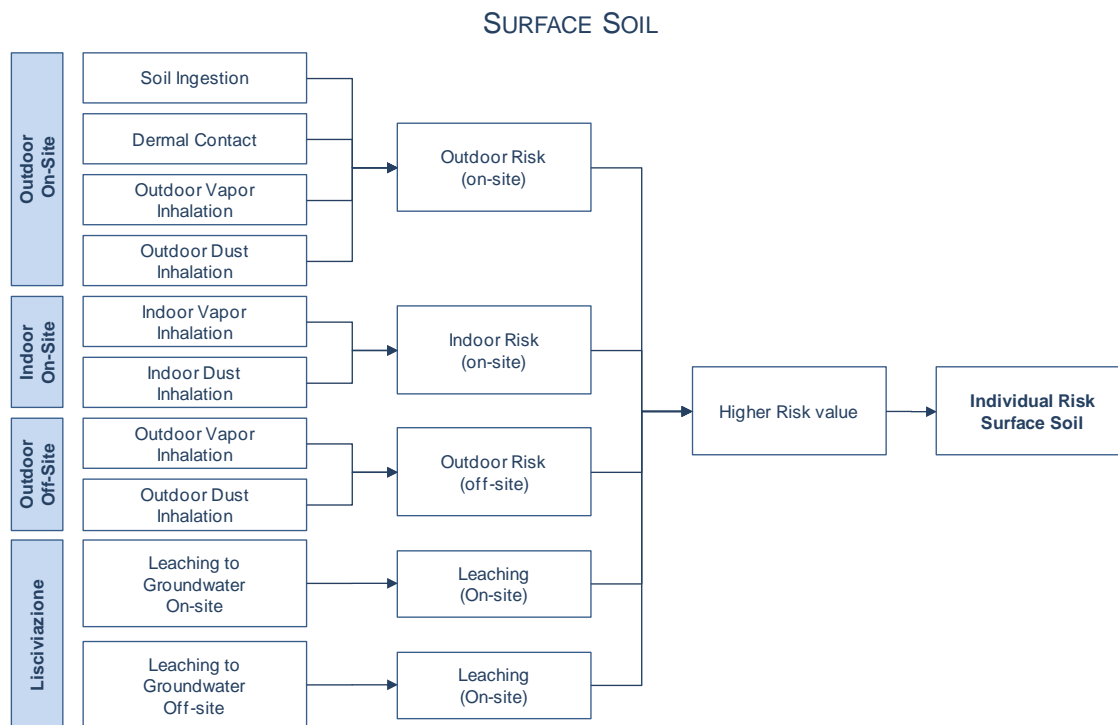 SURFACE SOIL
Outdoor
On-Site
Soil Ingestion
Dermal Contact
Outdoor Vapor
Inhalation
Outdoor Dust
Inhalation
Outdoor Risk
(on-site)
Indoor
On-Site
Indoor Vapor
Inhalation
Indoor Dust
Inhalation
Indoor Risk
(on-site)
Outdoor
Off-Site
Outdoor Vapor
Inhalation
Outdoor Dust
Inhalation
Outdoor Risk
(off-site)
Lisciviazione
Leaching to
Groundwater
On-site
Leaching
(On-site)
Leaching to
Groundwater
Off-site
Leaching
(On-site)
Higher Risk value
Individual Risk
Surface Soil